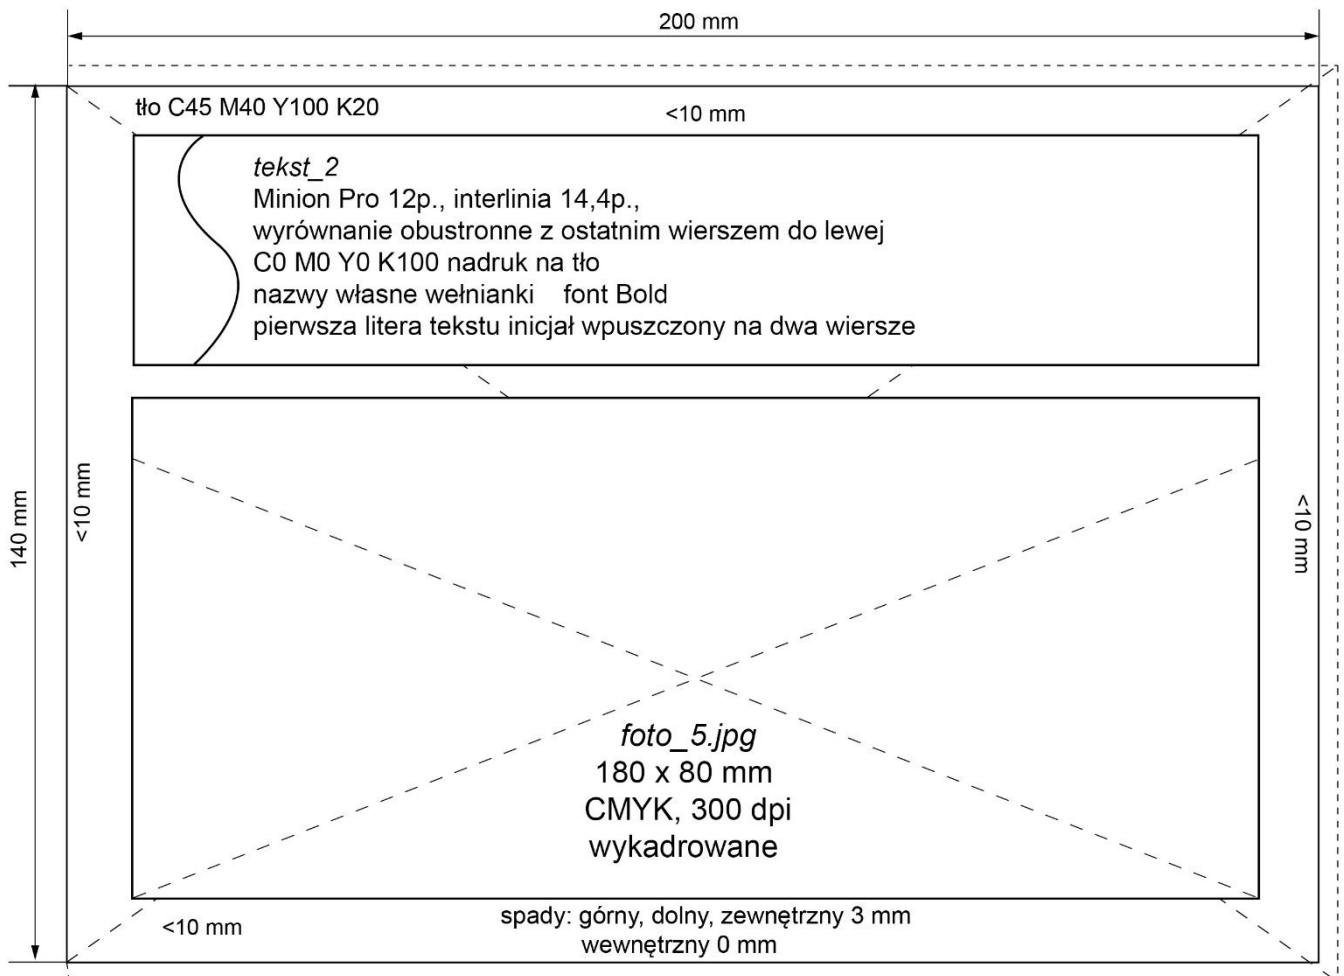 200 mm
tło C45 M40 Y100 K20
<10 mm
tekst_2
Minion Pro 12p., interlinia 14,4p.,
wyrównanie obustronne z ostatnim wierszem do lewej
C0 M0 Y0 K100 nadruk na tło
nazwy własne wełnianki font Bold
pierwsza litera tekstu inicjał wpuszczony na dwa wiersze
140 mm
<10 mm
<10 mm
foto_5.jpg
180 x 80 mm
CMYK, 300 dpi
wykadrowane
<10 mm
spady: górny, dolny, zewnętrzny 3 mm
wewnętrzny 0 mm